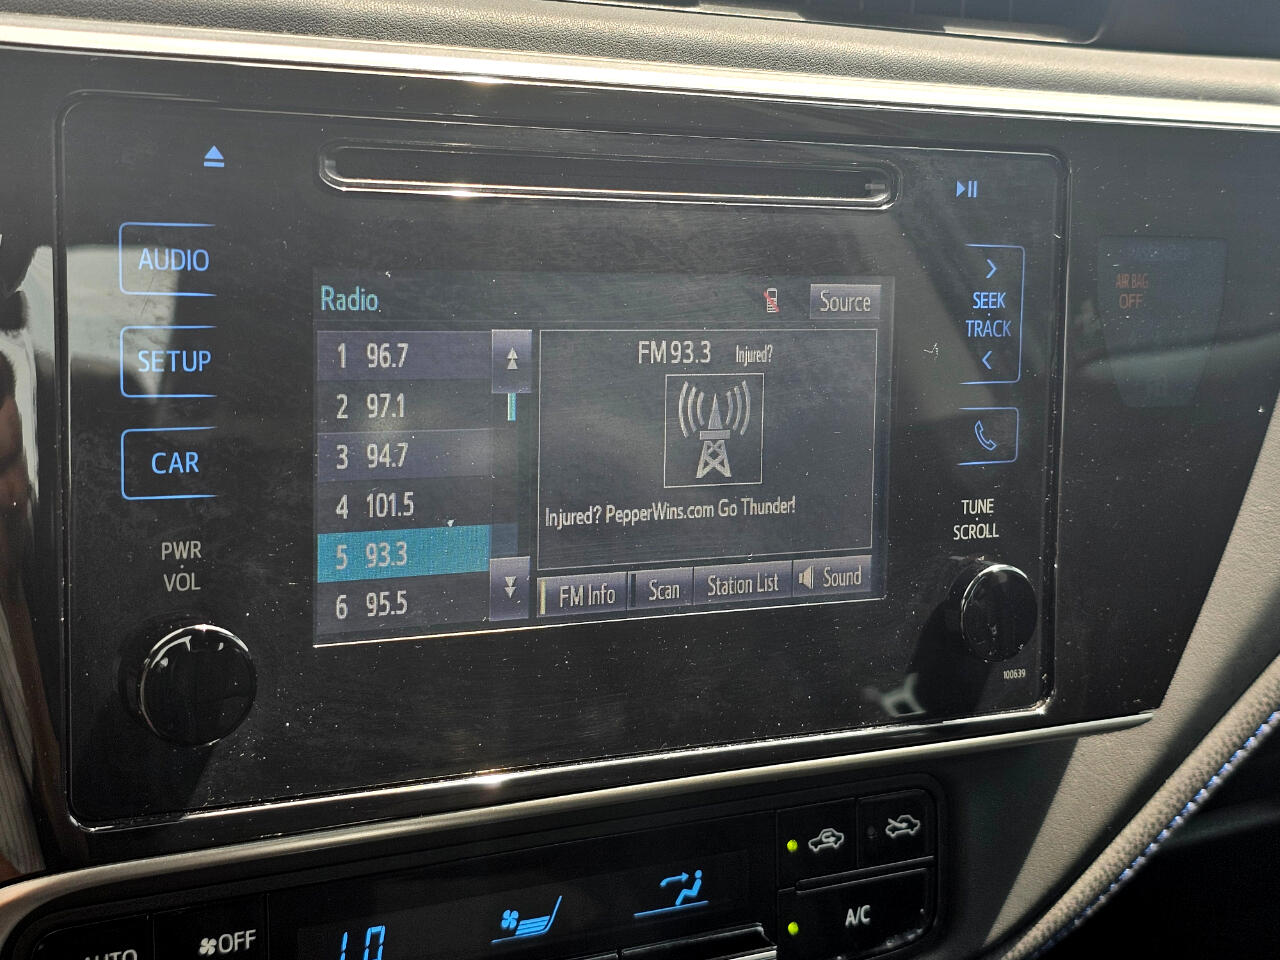 AUDIO
SETUP
CAR
PWR
VOL
Radio
Source
1 96.7
2 97.1
3 94.7
4 101.5
5 93.3
6 95.5
FM 93.3 Injured?
Injured? PepperWins.com Go Thunder!
FM Info
Scan
Station List
Sound
SEEK
TRACK
TUNE
SCROLL
100639
AIR BAG
OFF
AUTO
OFF
LO
A/C